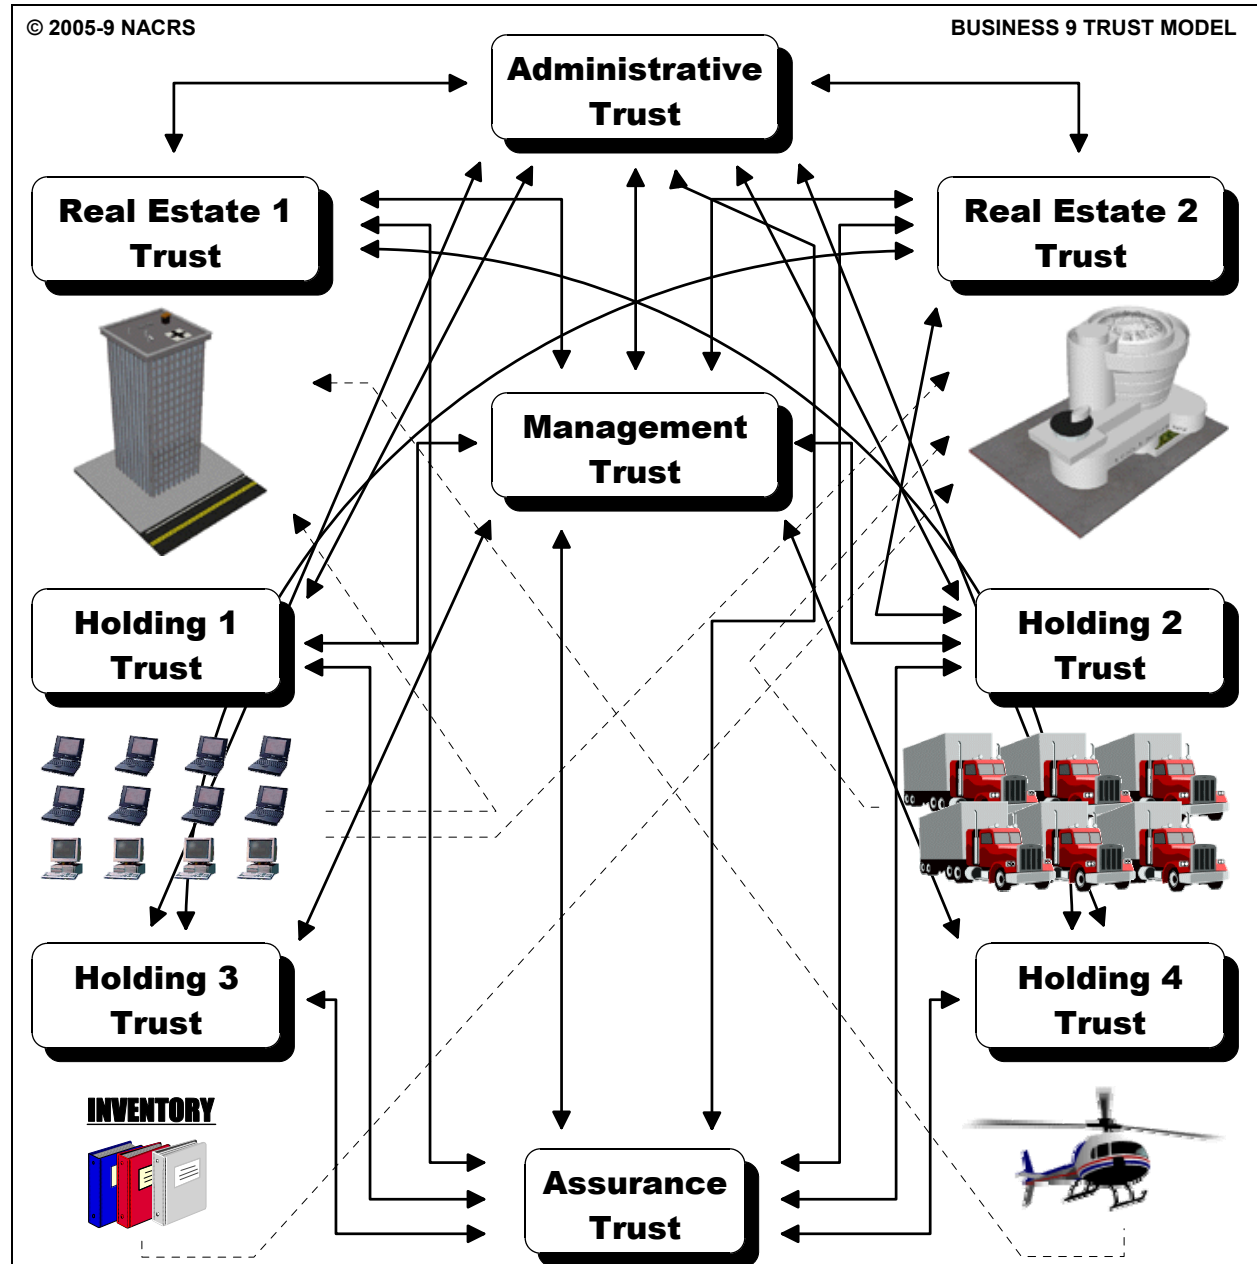 © 2005-9 NACRS
BUSINESS 9 TRUST MODEL
Administrative
Trust
Real Estate 1
Trust
Real Estate 2
Trust
Management
Trust
Holding 1
Trust
Holding 2
Trust
Holding 3
Trust
Holding 4
Trust
INVENTORY
Assurance
Trust